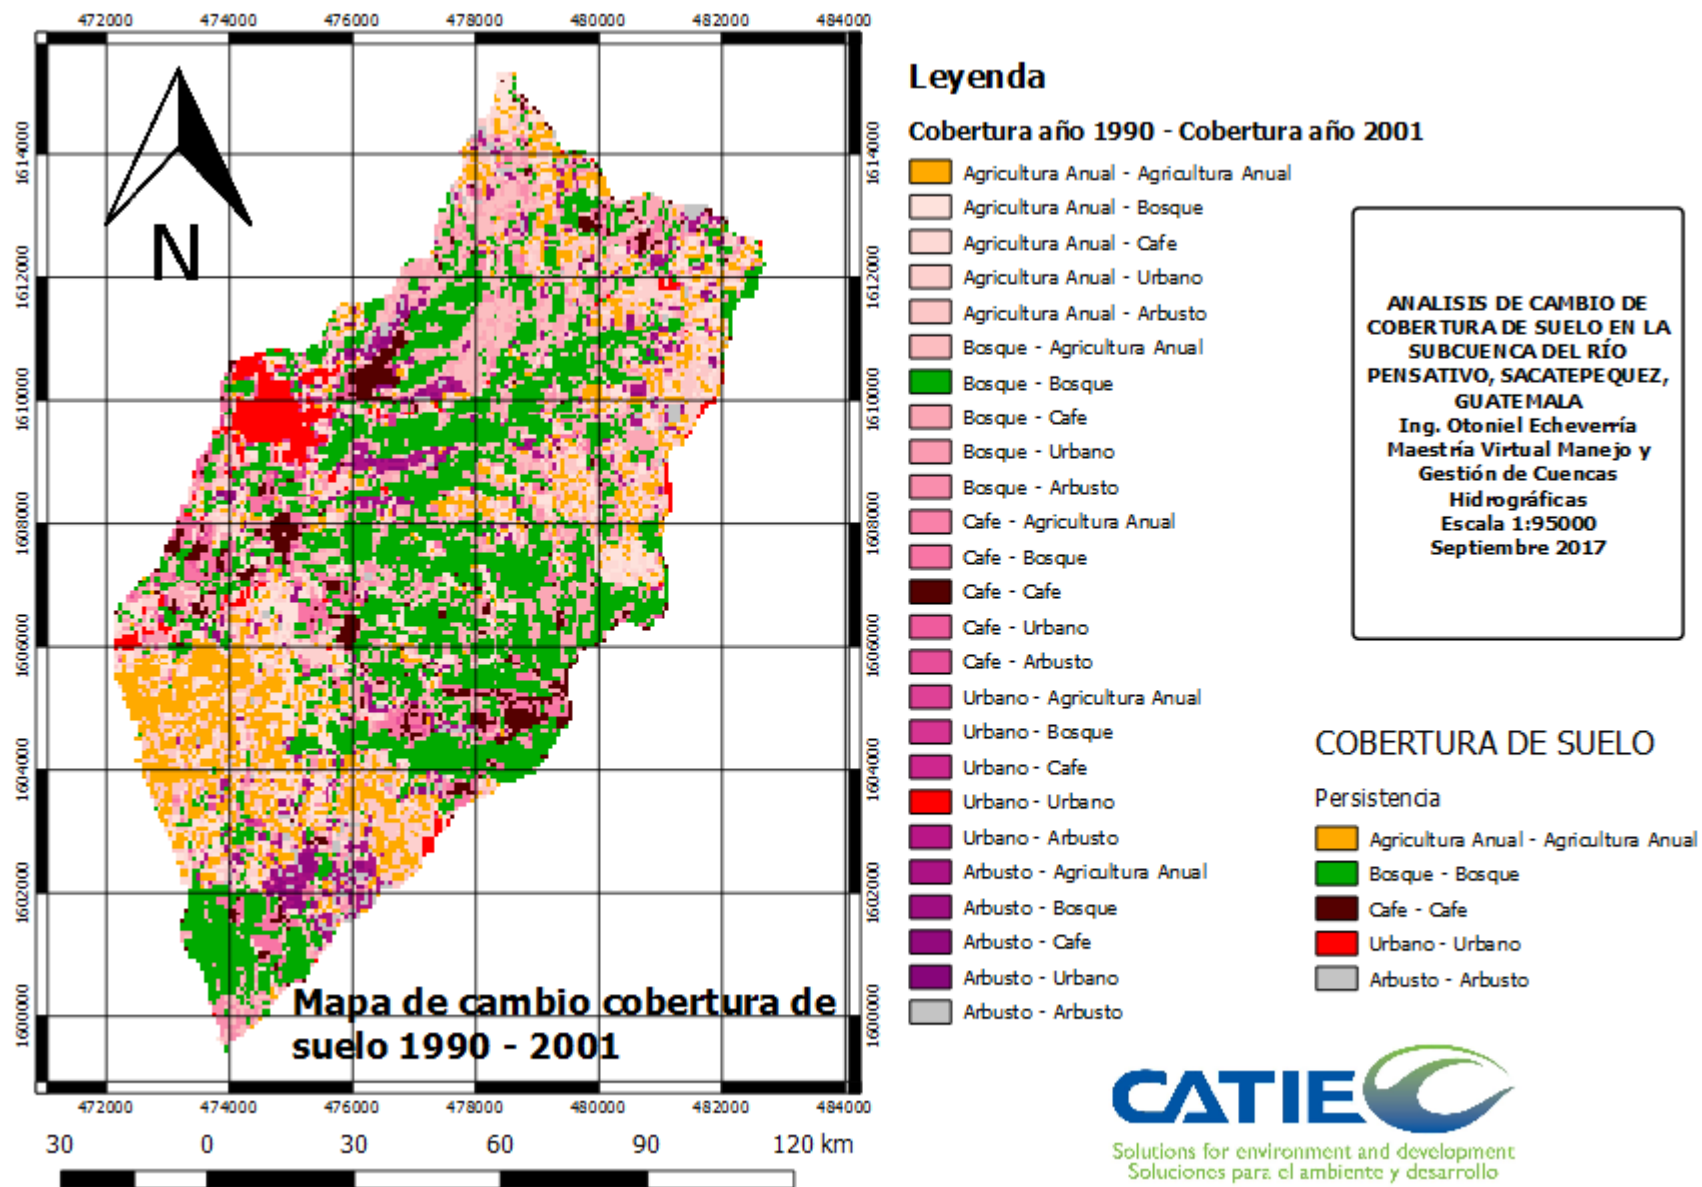 472000 474000 476000 478000 480000 482000 484000
1614000 1614000
1612000 1612000
1610000 1610000
1608000 1608000
1606000 1606000
1604000 1604000
1602000 1602000
1600000 1600000
N
Mapa de cambio cobertura de
suelo 1990 - 2001
472000 474000 476000 478000 480000 482000 484000
30 0 30 60 90 120 km
Leyenda
Cobertura año 1990 - Cobertura año 2001
Agricultura Anual - Agricultura Anual
Agricultura Anual - Bosque
Agricultura Anual - Cafe
Agricultura Anual - Urbano
Agricultura Anual - Arbusto
Bosque - Agricultura Anual
Bosque - Bosque
Bosque - Cafe
Bosque - Urbano
Bosque - Arbusto
Cafe - Agricultura Anual
Cafe - Bosque
Cafe - Cafe
Cafe - Urbano
Cafe - Arbusto
Urbano - Agricultura Anual
Urbano - Bosque
Urbano - Cafe
Urbano - Urbano
Urbano - Arbusto
Arbusto - Agricultura Anual
Arbusto - Bosque
Arbusto - Cafe
Arbusto - Urbano
Arbusto - Arbusto
ANALISIS DE CAMBIO DE
COBERTURA DE SUELO EN LA
SUBCUENCA DEL RÍO
PENSATIVO, SACATEPEQUEZ,
GUATEMALA
Ing. Otoniel Echeverría
Maestría Virtual Manejo y
Gestión de Cuencas
Hidrográficas
Escala 1:95000
Septiembre 2017
COBERTURA DE SUELO
Persistencia
Agricultura Anual - Agricultura Anual
Bosque - Bosque
Cafe - Cafe
Urbano - Urbano
Arbusto - Arbusto
CATIE
Solutions for environment and development
Soluciones para el ambiente y desarrollo